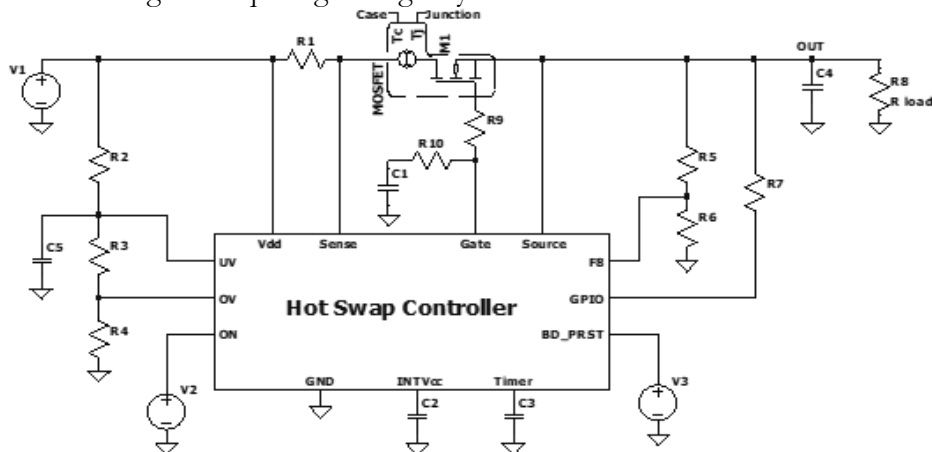 Case
Junction
Tc
Tj
M1
MOSFET
R1
OUT
V1
C4
R8
R load
R9
R2
R10
R5
C1
R7
R6
C5
R3
Vdd
Sense
Gate
Source
UV
F8
OV
Hot Swap Controller
GPIO
R4
ON
BD_PRST
V2
GND
INTVcc
Timer
V3
C2
C3